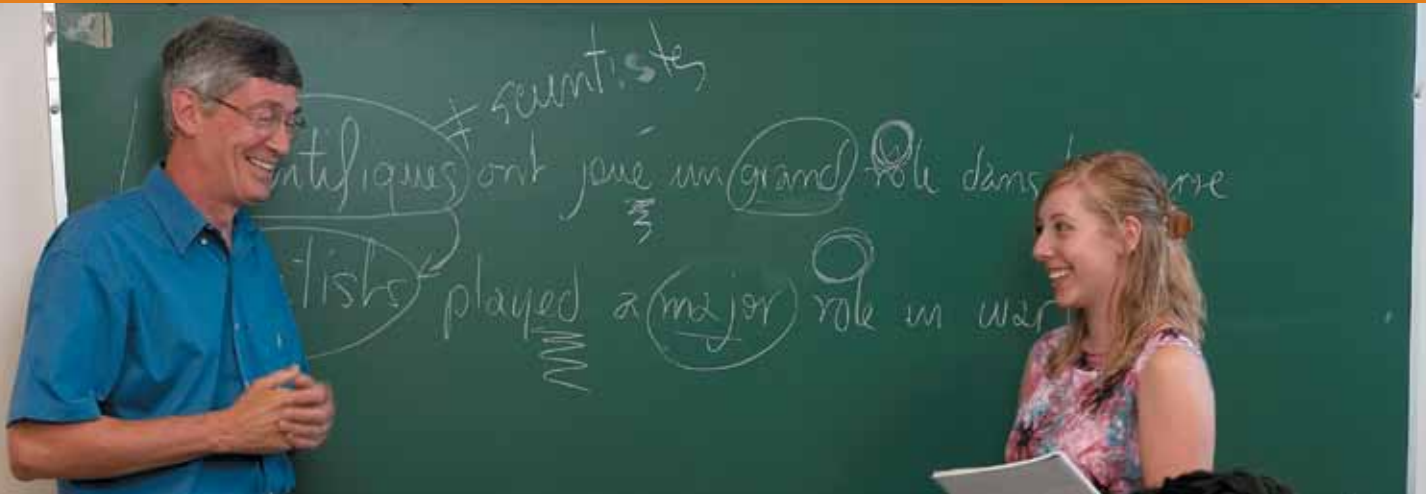 ≠ scientistes
ntifiques ont joué un grand rôle dans
tists played a major role in war